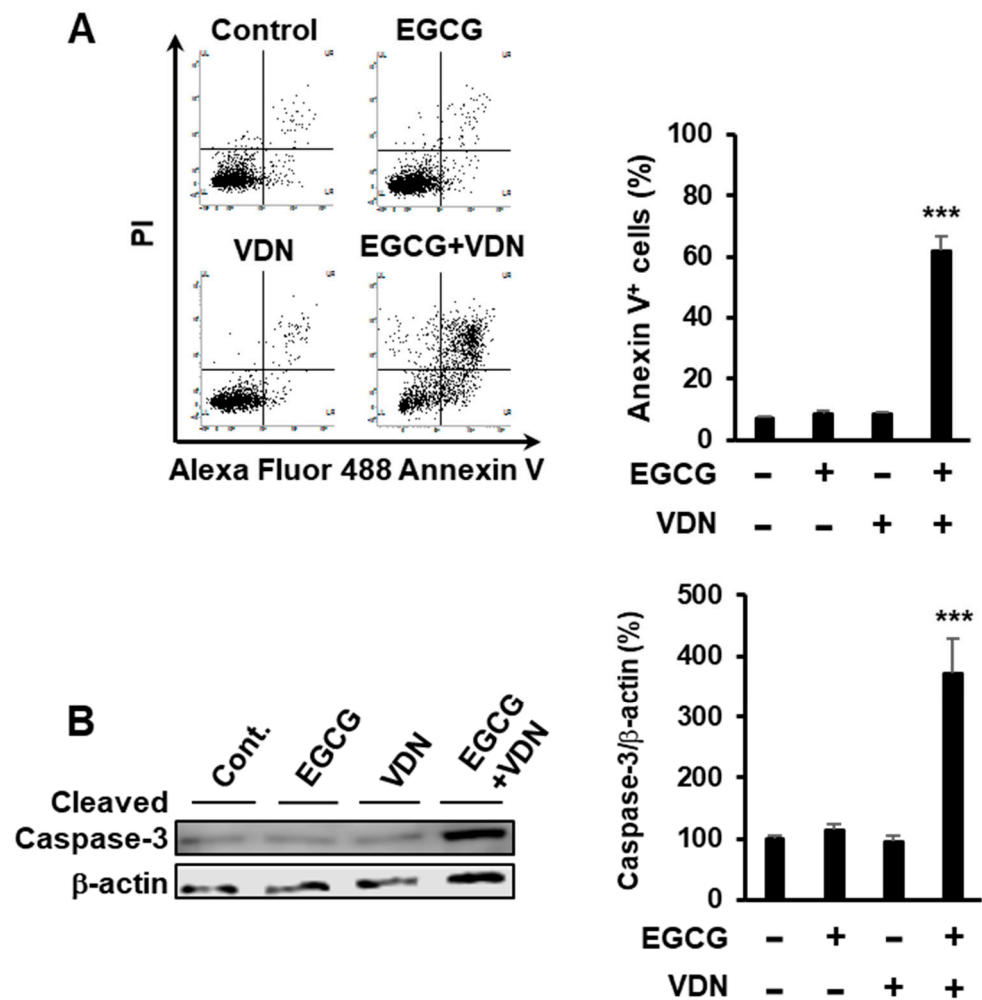 A
Control
EGCG
VDN
EGCG+VDN
PI
Alexa Fluor 488 Annexin V
Anexin V+ cells (%)
100
80
60
40
20
0
***
EGCG - + - +
VDN - - + +
B
Cont.
EGCG
VDN
EGCG
+VDN
Cleaved
Caspase-3
β-actin
Caspase-3/β-actin (%)
500
400
300
200
100
0
***
EGCG - + - +
VDN - - + +